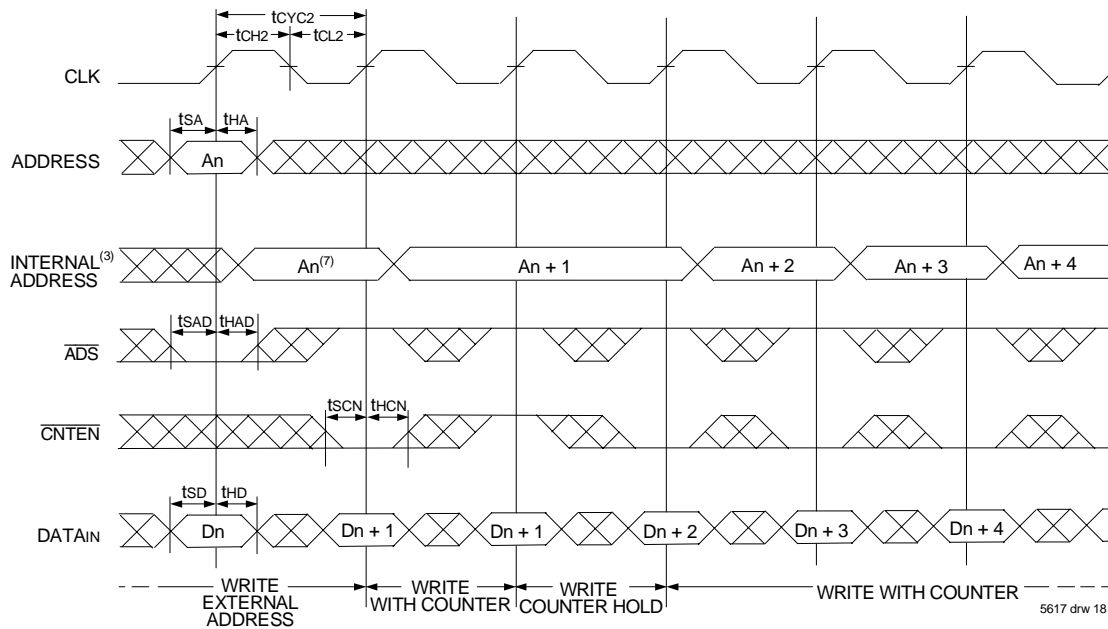 tCYC2
tCH2 tCL2
CLK
tSA tHA
ADDRESS An
INTERNAL(3)
ADDRESS
An(7) An + 1 An + 2 An + 3 An + 4
tSAD tHAD
ADS
tSCN tHCN
CNTEN
tSD tHD
DATAIN Dn Dn + 1 Dn + 1 Dn + 2 Dn + 3 Dn + 4
WRITE
EXTERNAL
ADDRESS
WRITE
WITH COUNTER
WRITE
COUNTER HOLD
WRITE WITH COUNTER
5617 drw 18